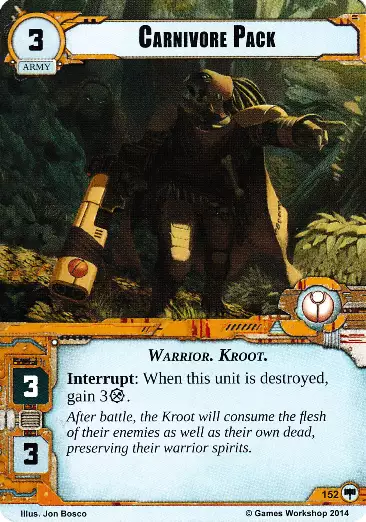 3
CARNIVORE PACK
ARMY
WARRIOR. KROOT.
3
Interrupt: When this unit is destroyed,
gain 3.
After battle, the Kroot will consume the flesh
of their enemies as well as their own dead,
preserving their warrior spirits.
3
152
Illus. Jon Bosco
© Games Workshop 2014